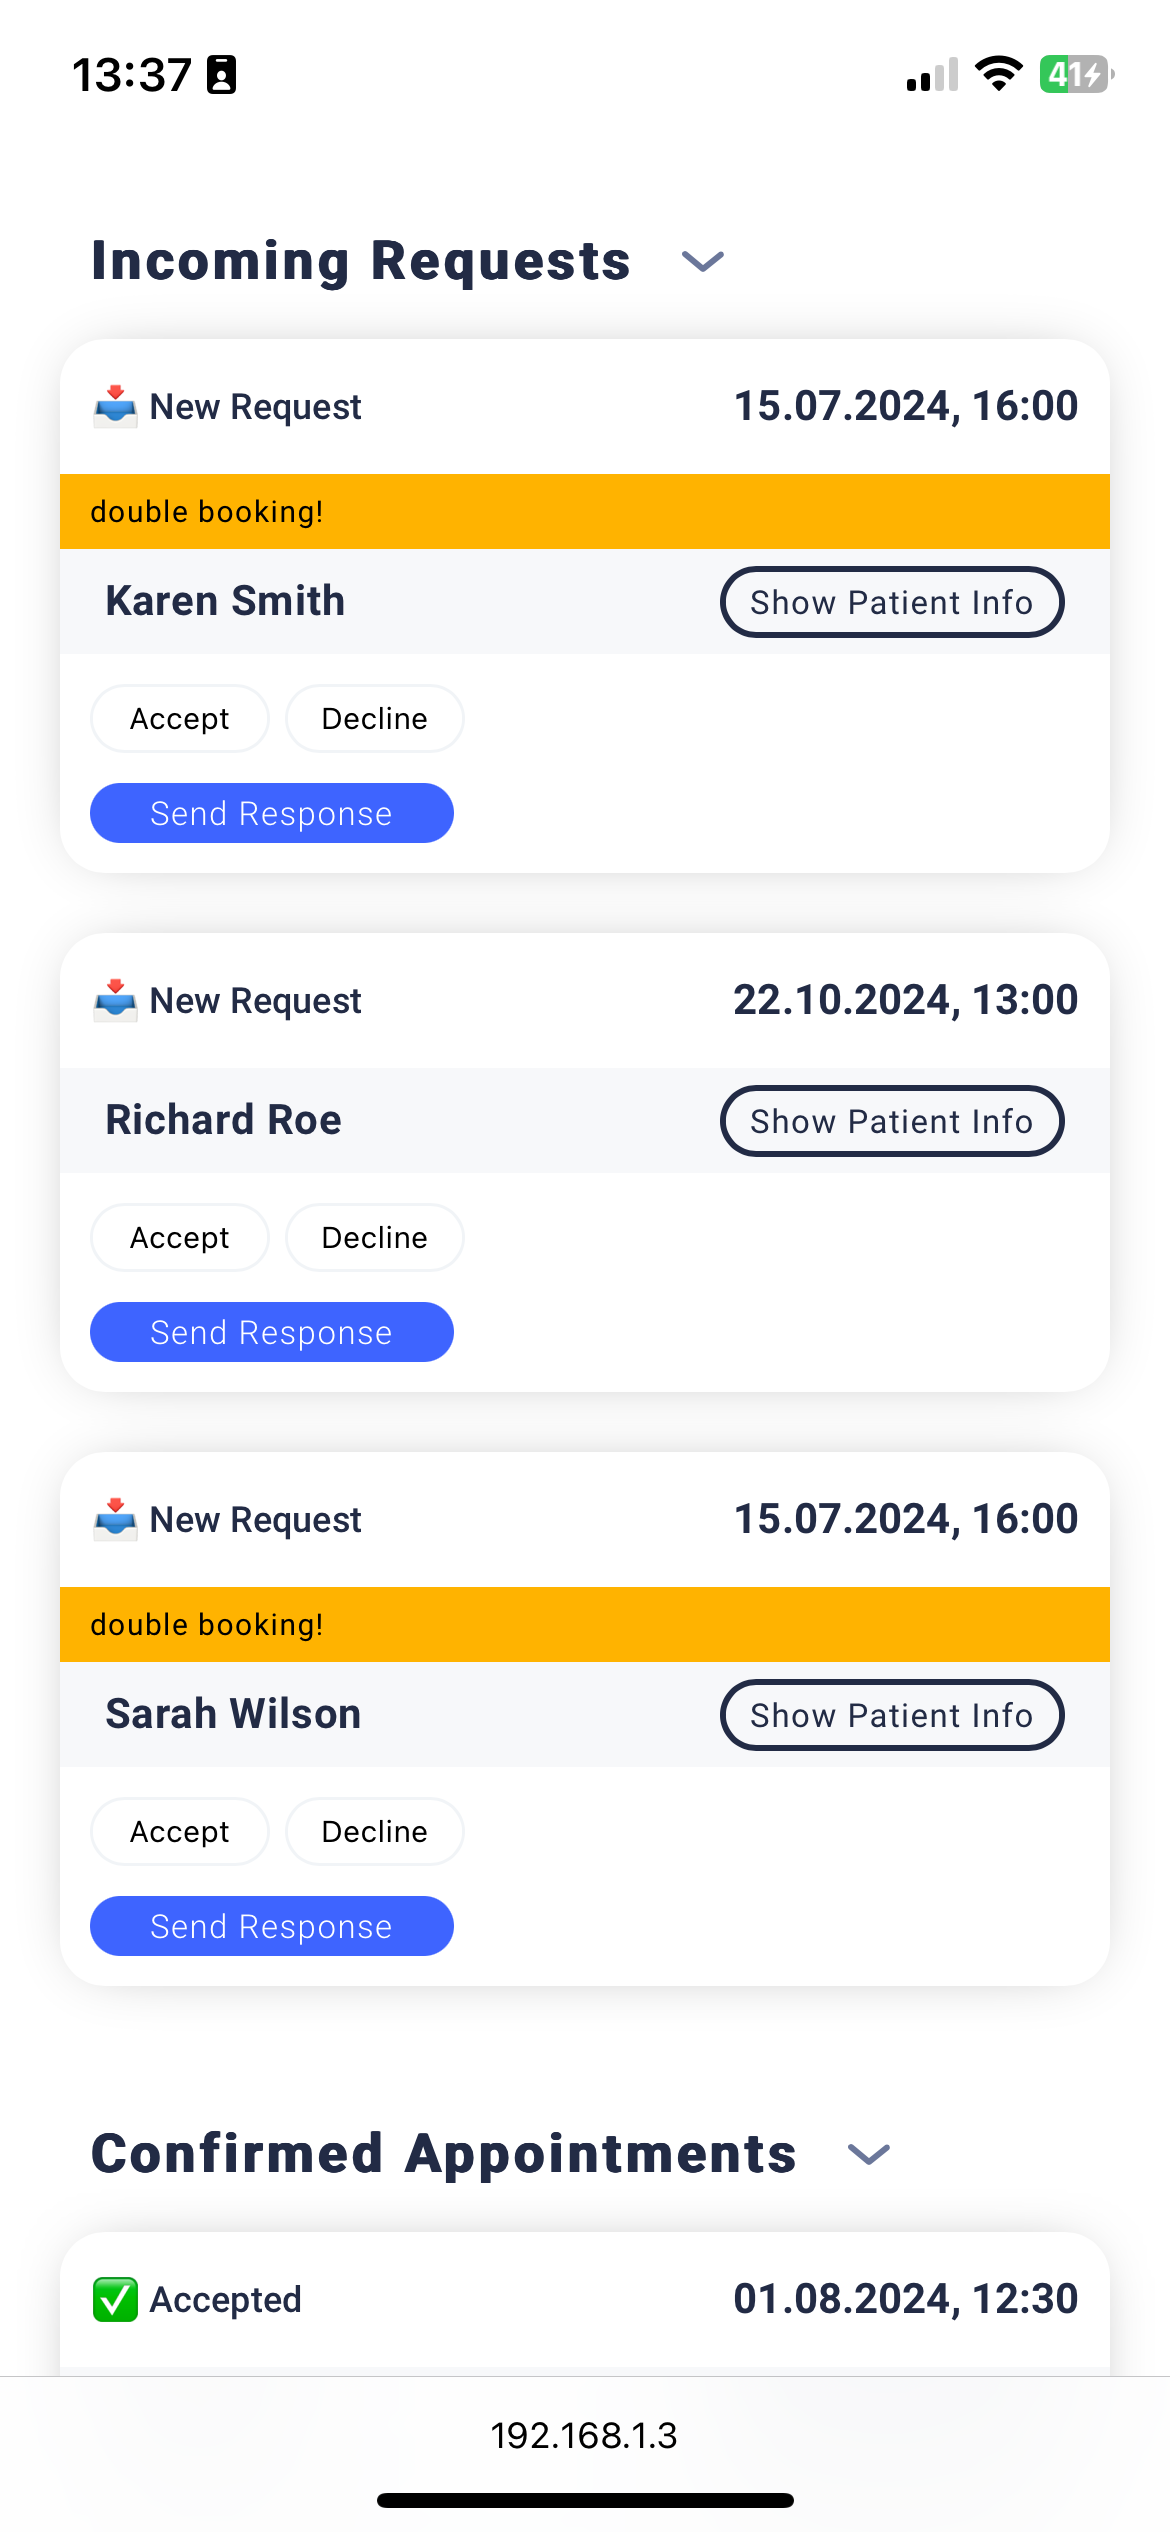 13:37
41
Incoming Requests
New Request 15.07.2024, 16:00
double booking!
Karen Smith Show Patient Info
Accept Decline
Send Response
New Request 22.10.2024, 13:00
Richard Roe Show Patient Info
Accept Decline
Send Response
New Request 15.07.2024, 16:00
double booking!
Sarah Wilson Show Patient Info
Accept Decline
Send Response
Confirmed Appointments
Accepted 01.08.2024, 12:30
192.168.1.3